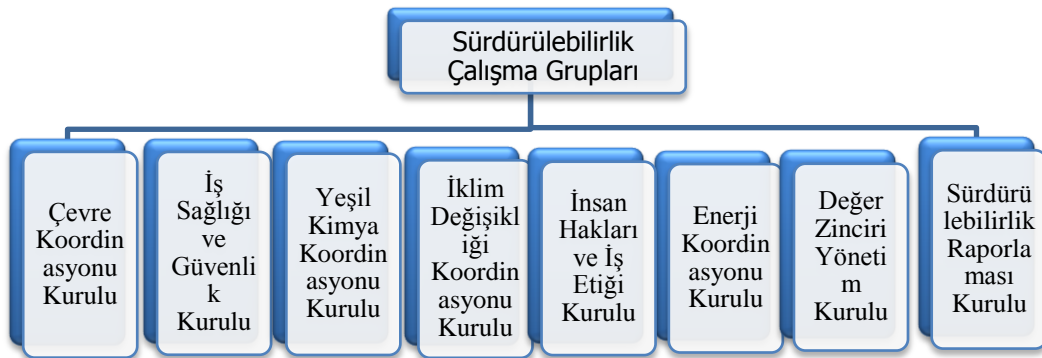 Sürdürülebilirlik
Çalışma Grupları
Çevre
Koordin
asyonu
Kurulu
İş
Sağlığı
ve
Güvenli
k
Kurulu
Yeşil
Kimya
Koordin
asyonu
Kurulu
İklim
Değişikl
iği
Koordin
asyonu
Kurulu
İnsan
Hakları
ve İş
Etiği
Kurulu
Enerji
Koordin
asyonu
Kurulu
Değer
Zinciri
Yöneti
m
Kurulu
Sürdürü
lebilirlik
Raporla
ması
Kurulu